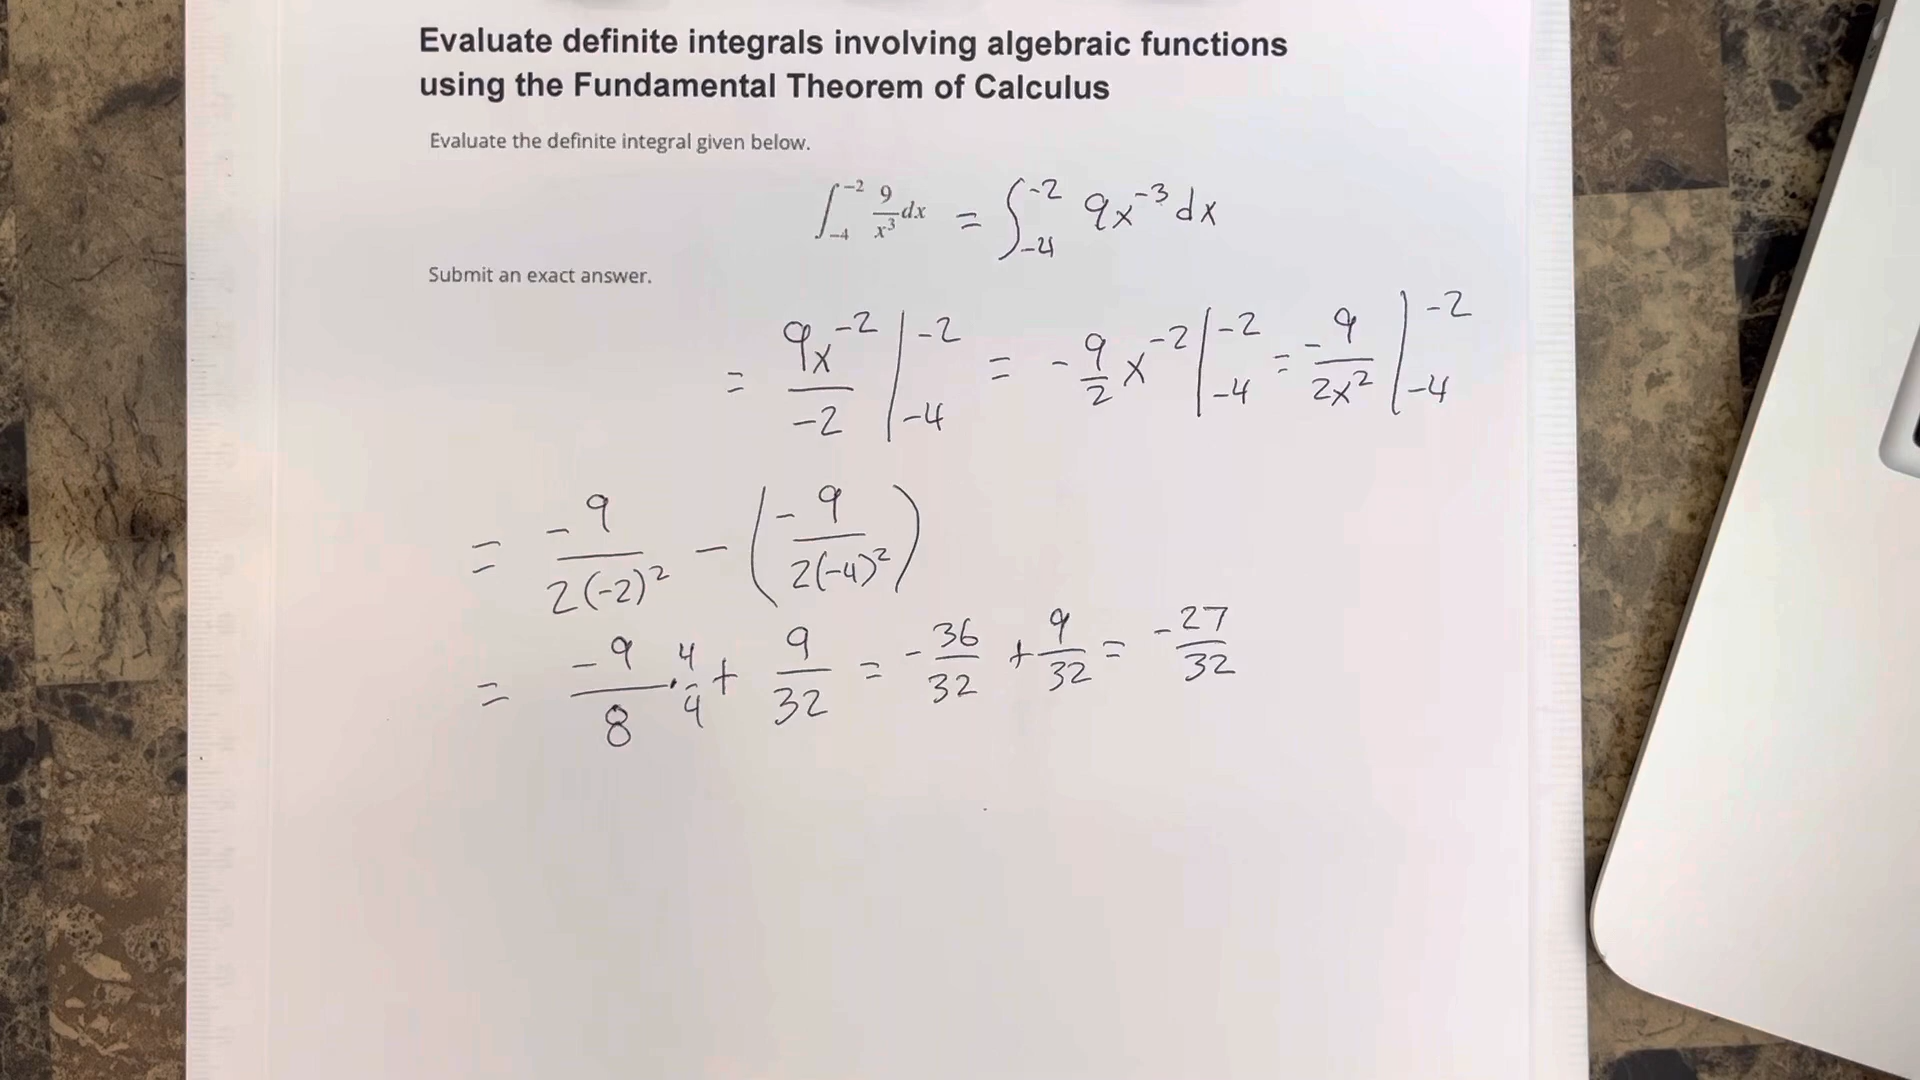 Evaluate definite integrals involving algebraic functions
using the Fundamental Theorem of Calculus
Evaluate the definite integral given below.
∫_{-4}^{-2} 9/x^3 dx = ∫_{-4}^{-2} 9x^{-3} dx
Submit an exact answer.
= 9x^{-2}/-2 |_{-4}^{-2} = -9/2 x^{-2} |_{-4}^{-2} = -9/2x^2 |_{-4}^{-2}
= -9/2(-2)^2 - (-9/2(-4)^2)
= -9/8 · 4/4 + 9/32 = -36/32 + 9/32 = -27/32